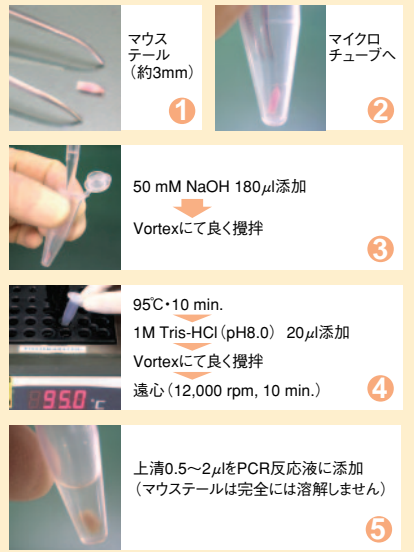 マウス
テール
（約3mm）
1
マイクロ
チューブへ
2
50 mM NaOH 180μl添加
Vortexにて良く攪拌
3
95℃・10 min.
1M Tris-HCl（pH8.0） 20μl添加
Vortexにて良く攪拌
遠心（12,000 rpm, 10 min.）
4
95.0 ℃
上清0.5〜2μlをPCR反応液に添加
（マウステールは完全には溶解しません）
5